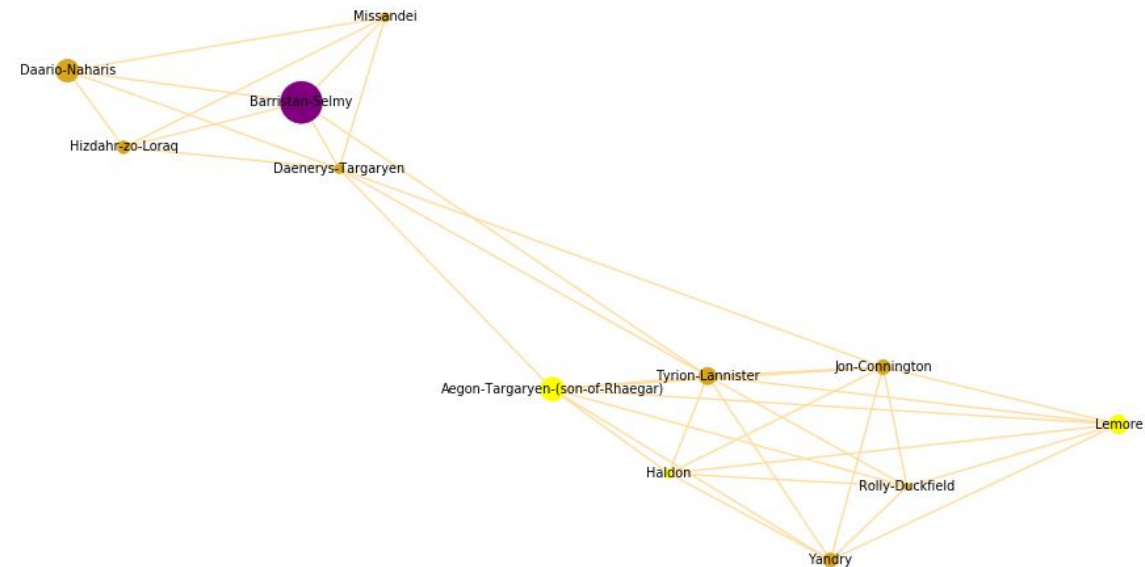 Missandei
Daario-Naharis
Barristan-Selmy
Hizdahr-zo-Loraq
Daenerys-Targaryen
Jon-Connington
Tyrion-Lannister
Aegon-Targaryen-(son-of-Rhaegar)
Lemore
Haldon
Rolly-Duckfield
Yandry